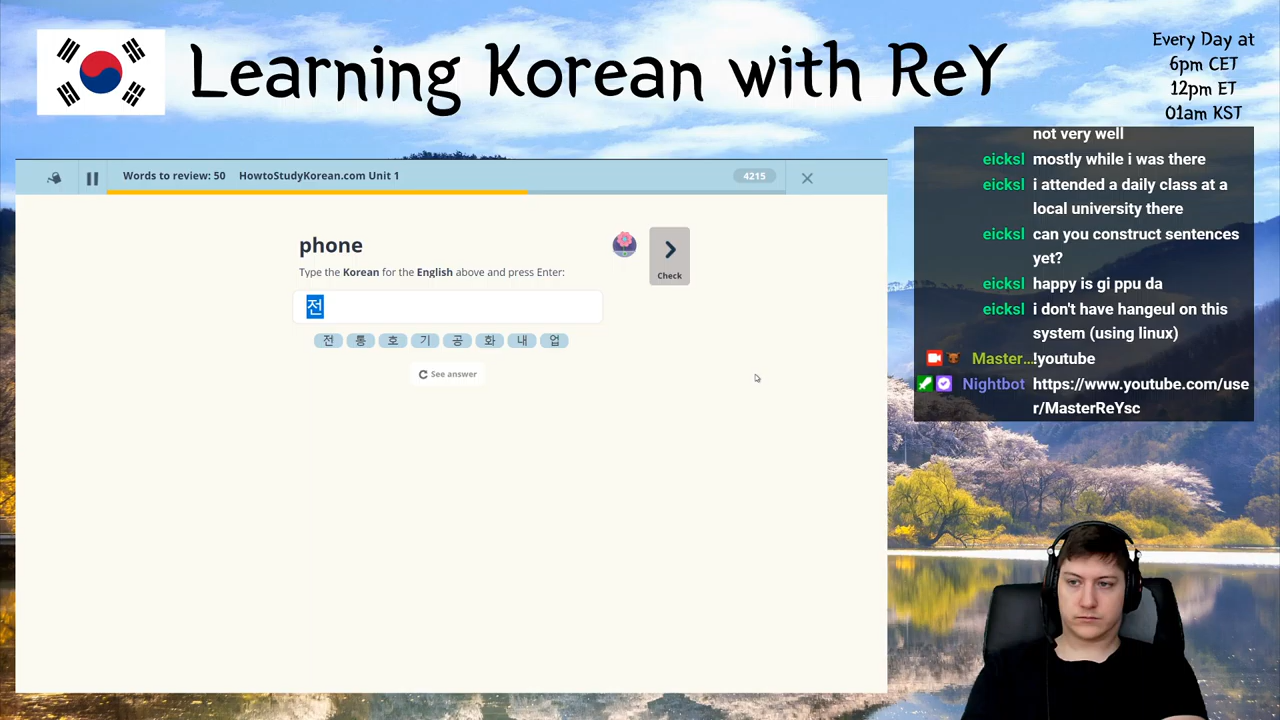 Learning Korean with ReY
Every Day at
6pm CET
12pm ET
01am KST
Words to review: 50 HowtoStudyKorean.com Unit 1
4215
phone
Type the Korean for the English above and press Enter:
전
전 통 호 기 공 화 내 업
See answer
Check
not very well
eicksl mostly while i was there
eicksl i attended a daily class at a
local university there
eicksl can you construct sentences
yet?
eicksl happy is gi ppu da
eicksl i don't have hangeul on this
system (using linux)
Master...!youtube
Nightbot https://www.youtube.com/use
r/MasterReYsc